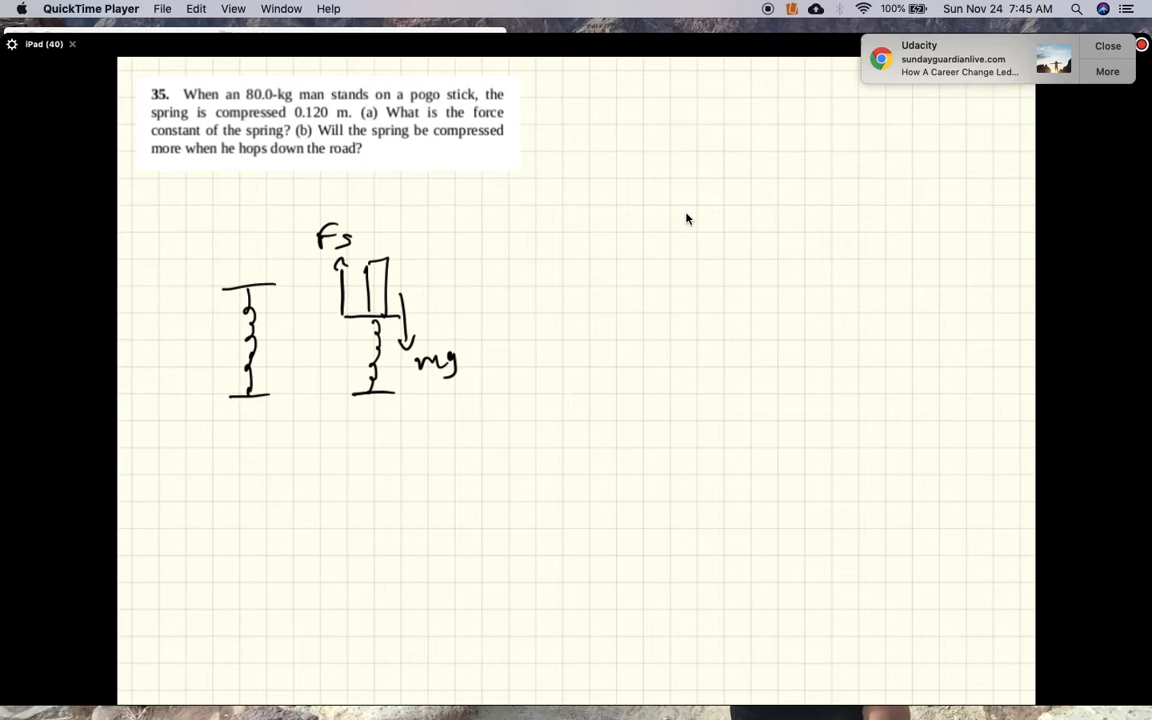 QuickTime Player File Edit View Window Help 100% Sun Nov 24 7:45 AM
iPad (40)
Udacity
sundayguardianlive.com
How A Career Change Led...
Close
More
35. When an 80.0-kg man stands on a pogo stick, the
spring is compressed 0.120 m. (a) What is the force
constant of the spring? (b) Will the spring be compressed
more when he hops down the road?
Fs
mg